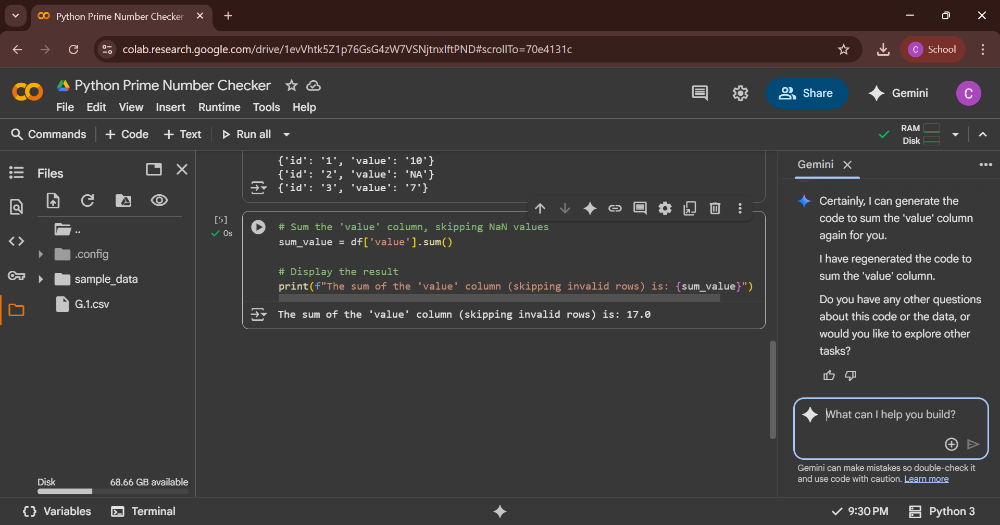 Python Prime Number Checker
colab.research.google.com/drive/1evVhtk5Z1p76GsG4zW7VSNjtnxlftPND#scrollTo=70e4131c
C School
Python Prime Number Checker
File Edit View Insert Runtime Tools Help
Share
Gemini
C
Commands + Code + Text Run all
RAM
Disk
Files
..
.config
sample_data
G.1.csv
Disk 68.66 GB available
{'id': '1', 'value': '10'}
{'id': '2', 'value': 'NA'}
{'id': '3', 'value': '7'}
[5]
0s
# Sum the 'value' column, skipping NaN values
sum_value = df['value'].sum()
# Display the result
print(f"The sum of the 'value' column (skipping invalid rows) is: {sum_value}")
The sum of the 'value' column (skipping invalid rows) is: 17.0
Gemini
Certainly, I can generate the
code to sum the 'value' column
again for you.
I have regenerated the code to
sum the 'value' column.
Do you have any other questions
about this code or the data, or
would you like to explore other
tasks?
What can I help you build?
Gemini can make mistakes so double-check it
and use code with caution. Learn more
{} Variables Terminal
9:30 PM Python 3